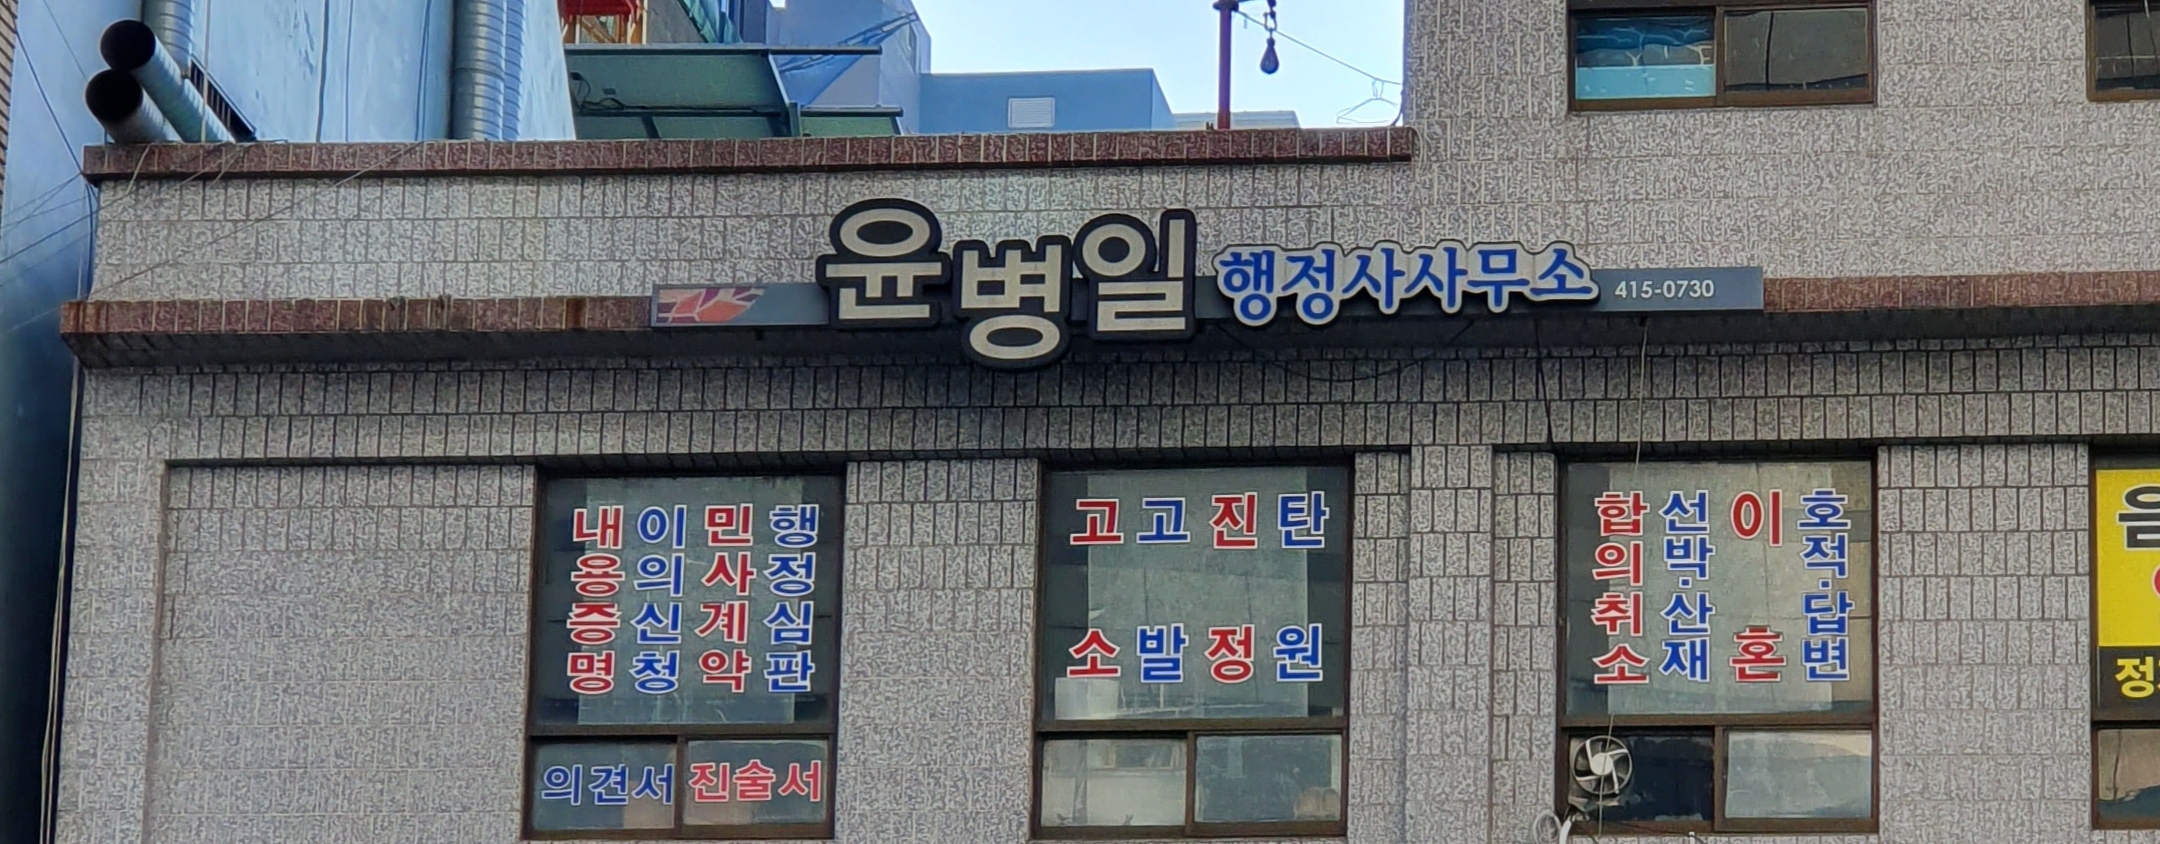 윤병일 행정사사무소 415-0730
내용증명
이의신청
민사계약
행정심판
의견서 진술서
고소
고발
진정
탄원
합의취소
선박·산재
이혼
호적·답변